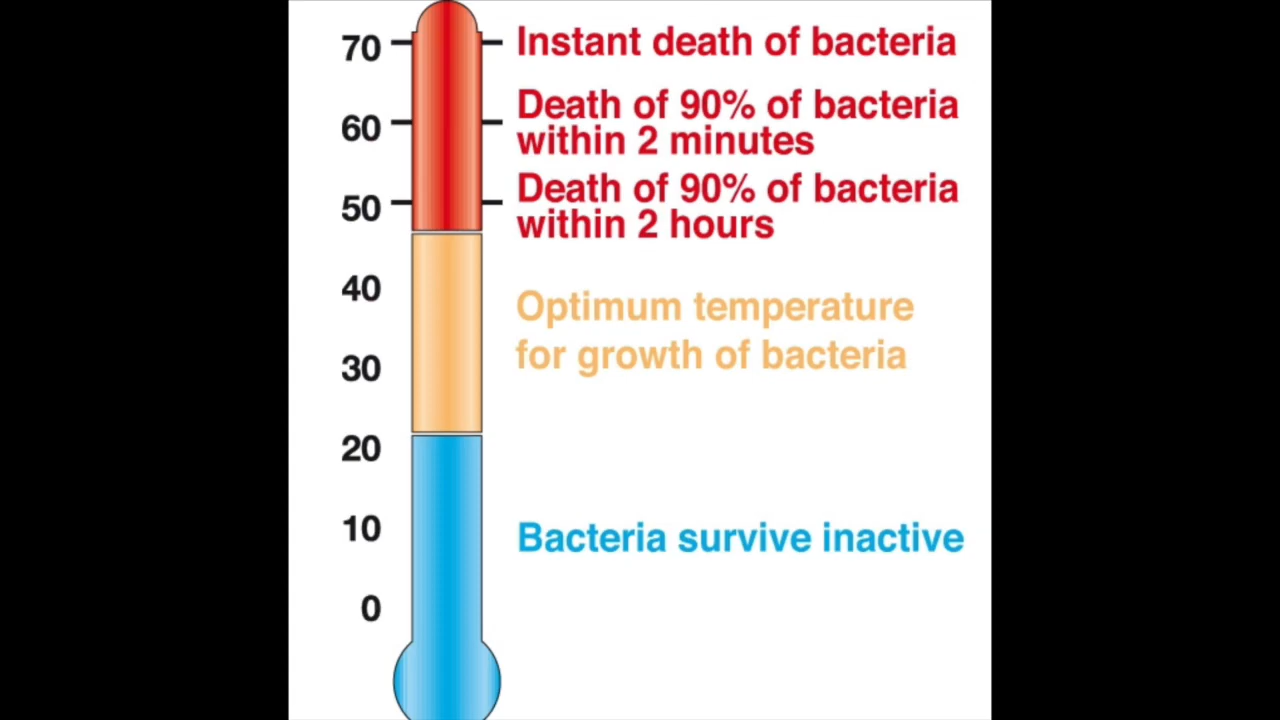 70 Instant death of bacteria
Death of 90% of bacteria
60 within 2 minutes
Death of 90% of bacteria
50 within 2 hours
40 Optimum temperature
for growth of bacteria
30
20
10 Bacteria survive inactive
0